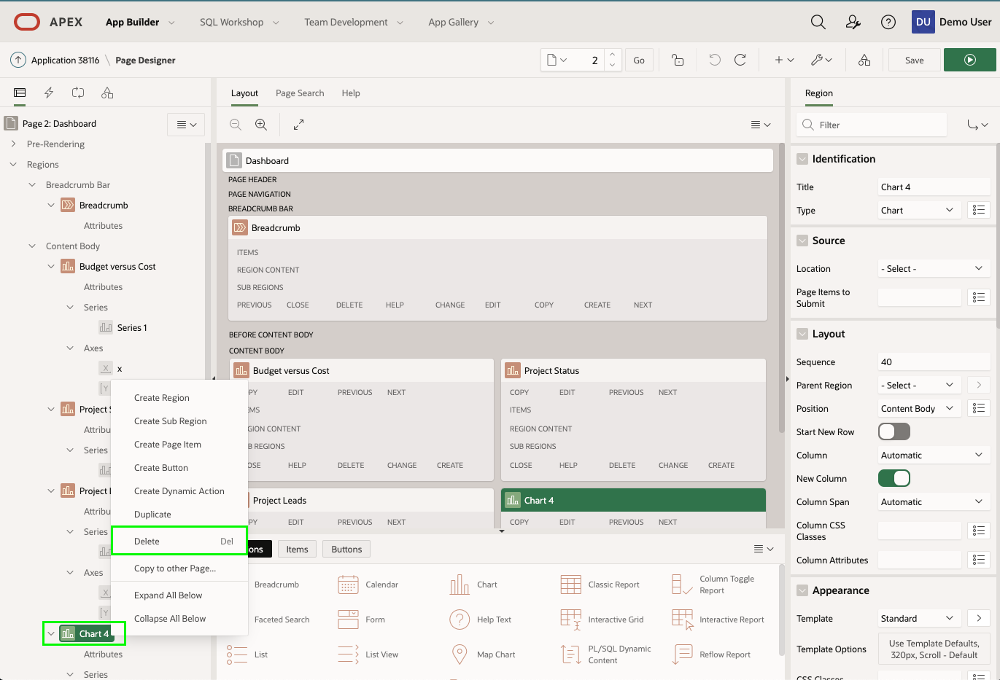 APEX App Builder SQL Workshop Team Development App Gallery DU Demo User
Application 38116 \ Page Designer 2 Go Save
Layout Page Search Help
Region
Page 2: Dashboard
Filter
Pre-Rendering
Regions
Breadcrumb Bar
Breadcrumb
Attributes
Content Body
Budget versus Cost
Attributes
Series
Series 1
Axes
x
Y
Project S
Attribu
Series
Project L
Attribu
Series
Axes
X
Y
Chart 4
Attributes
Series
Create Region
Create Sub Region
Create Page Item
Create Button
Create Dynamic Action
Duplicate
Delete Del
Copy to other Page...
Expand All Below
Collapse All Below
Dashboard
PAGE HEADER
PAGE NAVIGATION
BREADCRUMB BAR
Breadcrumb
ITEMS
REGION CONTENT
SUB REGIONS
PREVIOUS CLOSE DELETE HELP CHANGE EDIT COPY CREATE NEXT
BEFORE CONTENT BODY
CONTENT BODY
Budget versus Cost
PY EDIT PREVIOUS NEXT
EMS
GION CONTENT
B REGIONS
OSE HELP DELETE CHANGE CREATE
Project Status
COPY EDIT PREVIOUS NEXT
ITEMS
REGION CONTENT
SUB REGIONS
CLOSE HELP DELETE CHANGE CREATE
Project Leads
PY EDIT PREVIOUS NEXT
Chart 4
COPY EDIT PREVIOUS NEXT
ons Items Buttons
Breadcrumb Calendar Chart Classic Report Column Toggle
Report
Faceted Search Form Help Text Interactive Grid Interactive Report
List List View Map Chart PL/SQL Dynamic
Content
Reflow Report
Identification
Title Chart 4
Type Chart
Source
Location - Select -
Page Items to
Submit
Layout
Sequence 40
Parent Region - Select -
Position Content Body
Start New Row
Column Automatic
New Column
Column Span Automatic
Column CSS
Classes
Column Attributes
Appearance
Template Standard
Template Options Use Template Defaults,
320px, Scroll - Default
CSS Classes